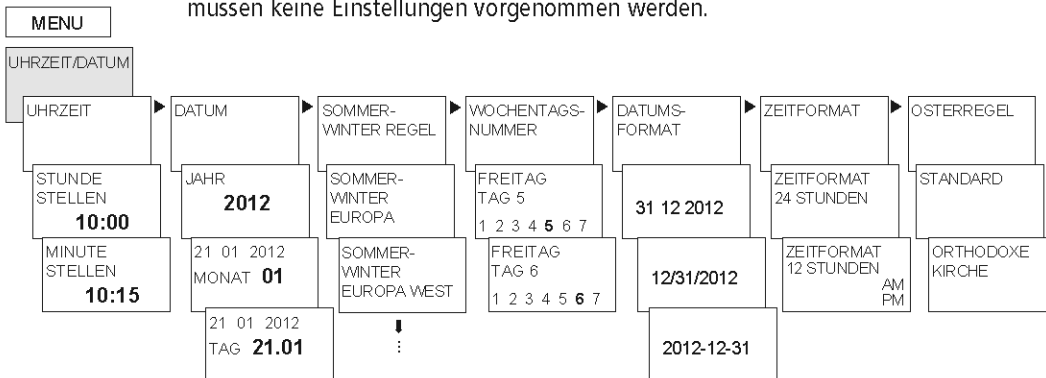 müssen keine Einstellungen vorgenommen werden.
MENU
UHRZEIT/DATUM
UHRZEIT
STUNDE
STELLEN
10:00
MINUTE
STELLEN
10:15
DATUM
JAHR
2012
21 01 2012
MONAT 01
21 01 2012
TAG 21.01
SOMMER-
WINTER REGEL
SOMMER-
WINTER
EUROPA
SOMMER-
WINTER
EUROPA WEST
WOCHENTAGS-
NUMMER
FREITAG
TAG 5
1 2 3 4 5 6 7
FREITAG
TAG 6
1 2 3 4 5 6 7
DATUMS-
FORMAT
31 12 2012
12/31/2012
2012-12-31
ZEITFORMAT
ZEITFORMAT
24 STUNDEN
ZEITFORMAT
12 STUNDEN
AM
PM
OSTERREGEL
STANDARD
ORTHODOXE
KIRCHE